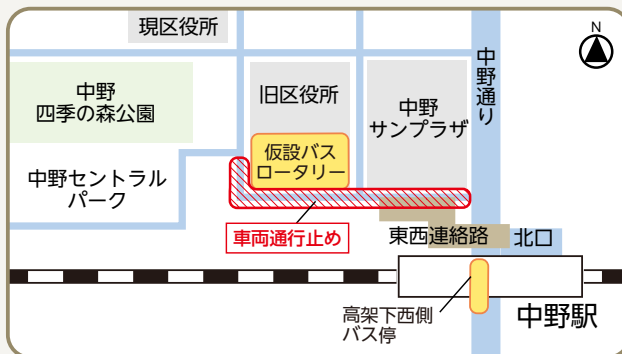 現区役所
N
中野
四季の森公園
旧区役所
中野
サンプラザ
中野通り
仮設バス
ロータリー
中野セントラル
パーク
車両通行止め
東西連絡路
北口
高架下西側
バス停
中野駅